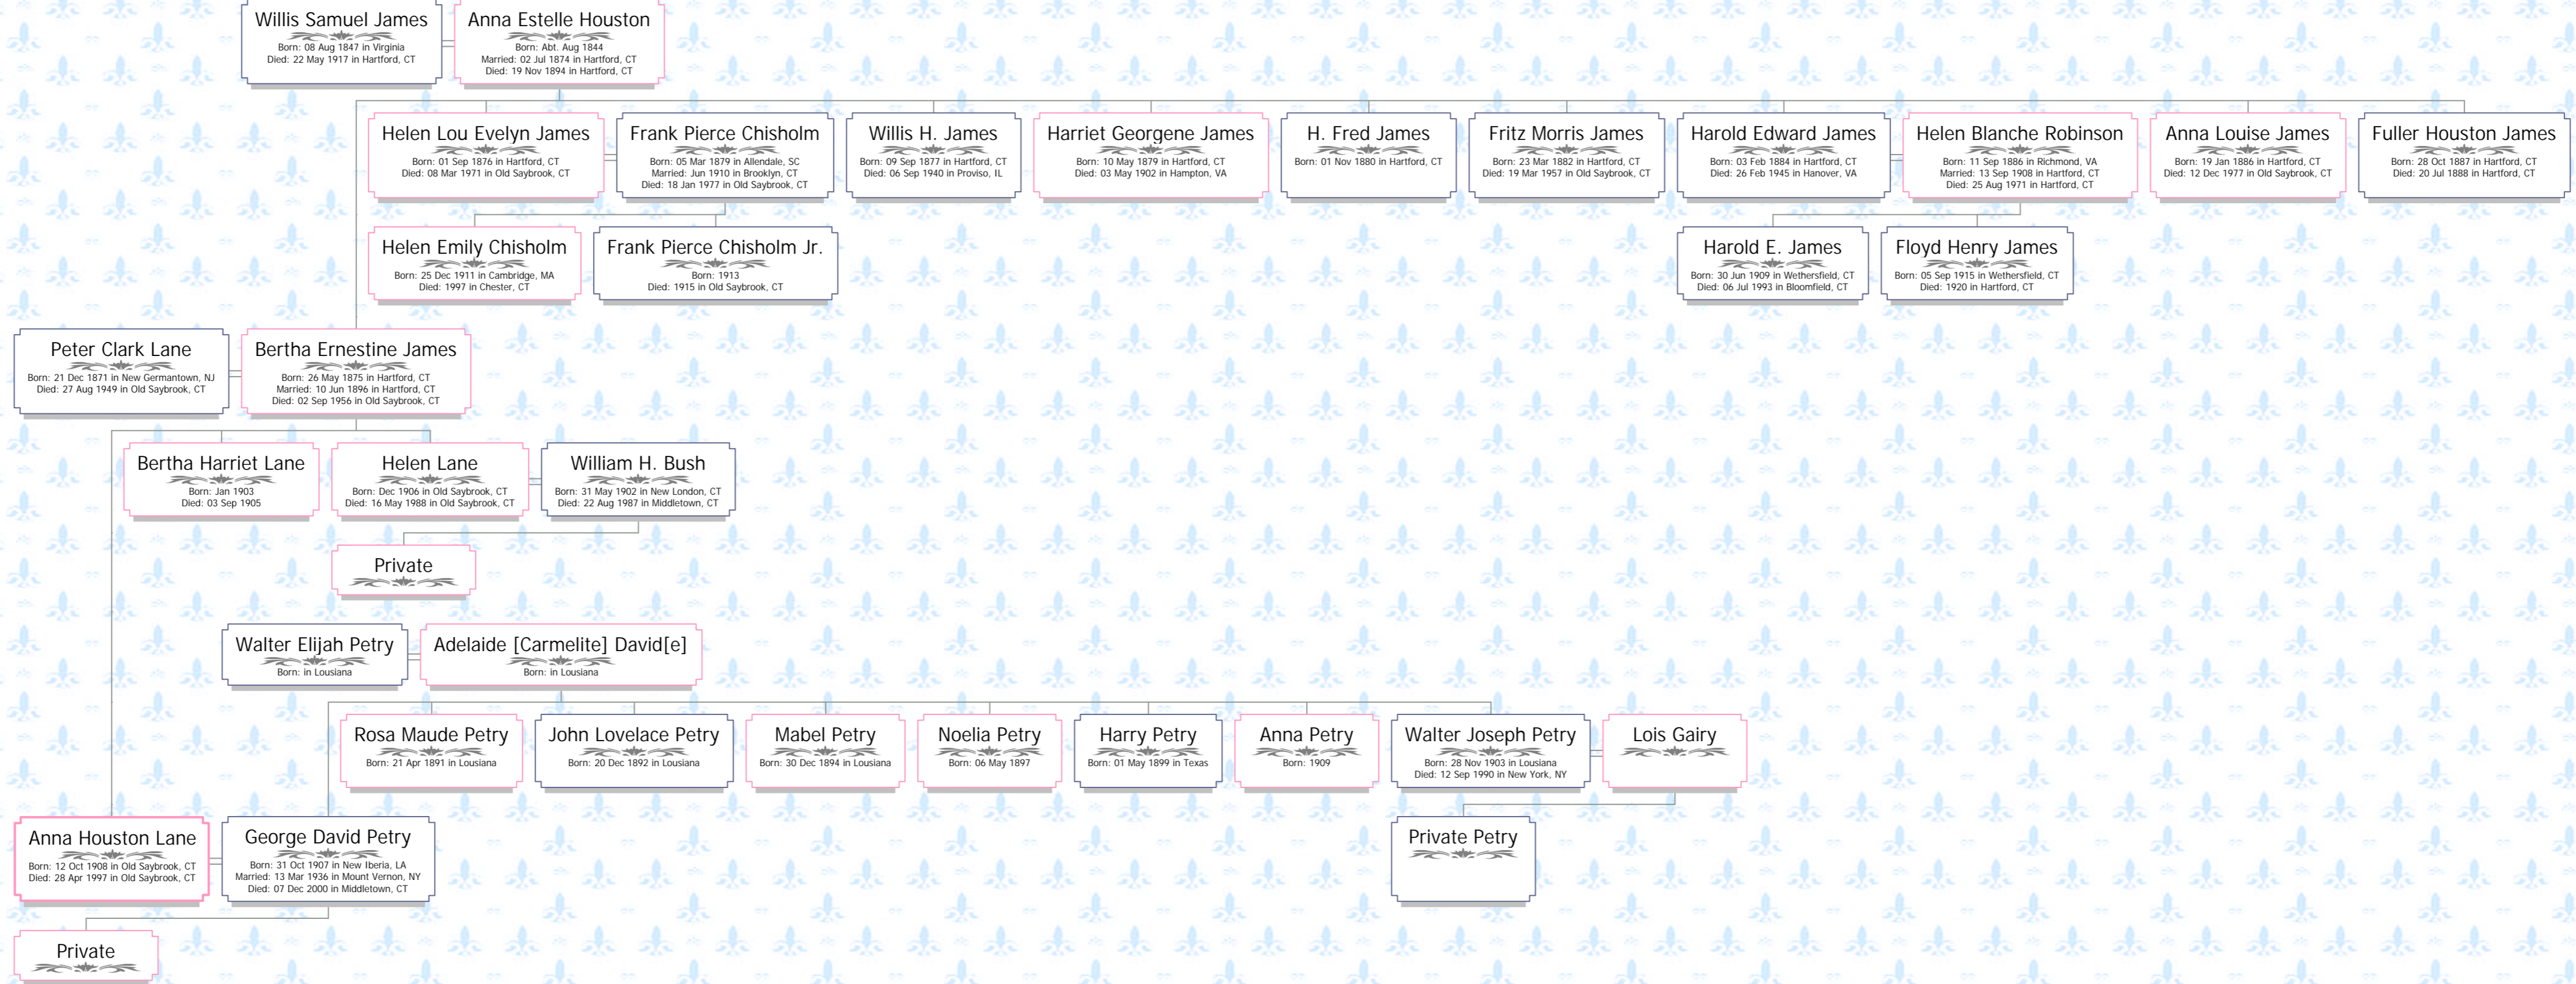 Willis Samuel James
Born: 08 Aug 1847 in Virginia
Died: 22 May 1917 in Hartford, CT
Anna Estelle Houston
Born: Abt. Aug 1844
Married: 02 Jul 1874 in Hartford, CT
Died: 19 Nov 1894 in Hartford, CT
Helen Lou Evelyn James
Born: 01 Sep 1876 in Hartford, CT
Died: 08 Mar 1971 in Old Saybrook, CT
Frank Pierce Chisholm
Born: 05 Mar 1879 in Allendale, SC
Married: Jun 1910 in Brooklyn, CT
Died: 18 Jan 1977 in Old Saybrook, CT
Willis H. James
Born: 09 Sep 1877 in Hartford, CT
Died: 06 Sep 1940 in Proviso, IL
Harriet Georgene James
Born: 10 May 1879 in Hartford, CT
Died: 03 May 1902 in Hampton, VA
H. Fred James
Born: 01 Nov 1880 in Hartford, CT
Fritz Morris James
Born: 23 Mar 1882 in Hartford, CT
Died: 19 Mar 1957 in Old Saybrook, CT
Harold Edward James
Born: 03 Feb 1884 in Hartford, CT
Died: 26 Feb 1945 in Hanover, VA
Helen Blanche Robinson
Born: 11 Sep 1886 in Richmond, VA
Married: 13 Sep 1908 in Hartford, CT
Died: 25 Aug 1971 in Hartford, CT
Anna Louise James
Born: 19 Jan 1886 in Hartford, CT
Died: 12 Dec 1977 in Old Saybrook, CT
Fuller Houston James
Born: 28 Oct 1887 in Hartford, CT
Died: 20 Jul 1888 in Hartford, CT
Helen Emily Chisholm
Born: 25 Dec 1911 in Cambridge, MA
Died: 1997 in Chester, CT
Frank Pierce Chisholm Jr.
Born: 1913
Died: 1915 in Old Saybrook, CT
Harold E. James
Born: 30 Jun 1909 in Wethersfield, CT
Died: 06 Jul 1993 in Bloomfield, CT
Floyd Henry James
Born: 05 Sep 1915 in Wethersfield, CT
Died: 1920 in Hartford, CT
Peter Clark Lane
Born: 21 Dec 1871 in New Germantown, NJ
Died: 27 Aug 1949 in Old Saybrook, CT
Bertha Ernestine James
Born: 26 May 1875 in Hartford, CT
Married: 10 Jun 1896 in Hartford, CT
Died: 02 Sep 1956 in Old Saybrook, CT
Bertha Harriet Lane
Born: Jan 1903
Died: 03 Sep 1905
Helen Lane
Born: Dec 1906 in Old Saybrook, CT
Died: 16 May 1988 in Old Saybrook, CT
William H. Bush
Born: 31 May 1902 in New London, CT
Died: 22 Aug 1987 in Middletown, CT
Private
Walter Elijah Petry
Born: in Lousiana
Adelaide [Carmelite] David[e]
Born: in Lousiana
Rosa Maude Petry
Born: 21 Apr 1891 in Lousiana
John Lovelace Petry
Born: 20 Dec 1892 in Lousiana
Mabel Petry
Born: 30 Dec 1894 in Lousiana
Noelia Petry
Born: 06 May 1897
Harry Petry
Born: 01 May 1899 in Texas
Anna Petry
Born: 1909
Walter Joseph Petry
Born: 28 Nov 1903 in Lousiana
Died: 12 Sep 1990 in New York, NY
Lois Gairy
Anna Houston Lane
Born: 12 Oct 1908 in Old Saybrook, CT
Died: 28 Apr 1997 in Old Saybrook, CT
George David Petry
Born: 31 Oct 1907 in New Iberia, LA
Married: 13 Mar 1936 in Mount Vernon, NY
Died: 07 Dec 2000 in Middletown, CT
Private Petry
Private